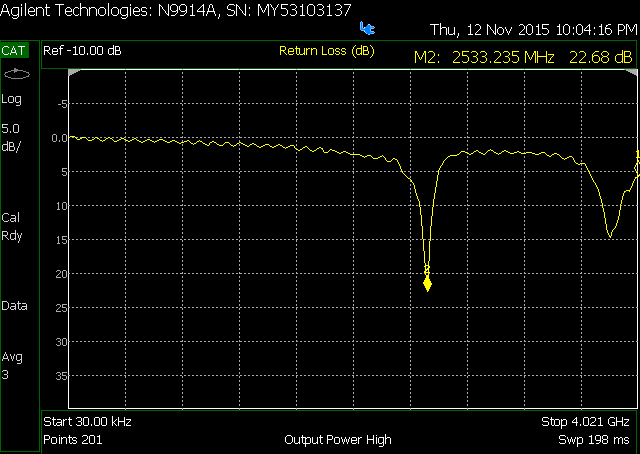 Agilent Technologies: N9914A, SN: MY53103137
Thu, 12 Nov 2015 10:04:16 PM
CAT
Ref -10.00 dB Return Loss (dB) M2: 2533.235 MHz 22.68 dB
Log
-5
5.0
dB/
0.0
5
10
Cal
Rdy
15
20
2
25
Data
30
Avg
3
35
1
Start 30.00 kHz Stop 4.021 GHz
Points 201 Output Power High Swp 198 ms